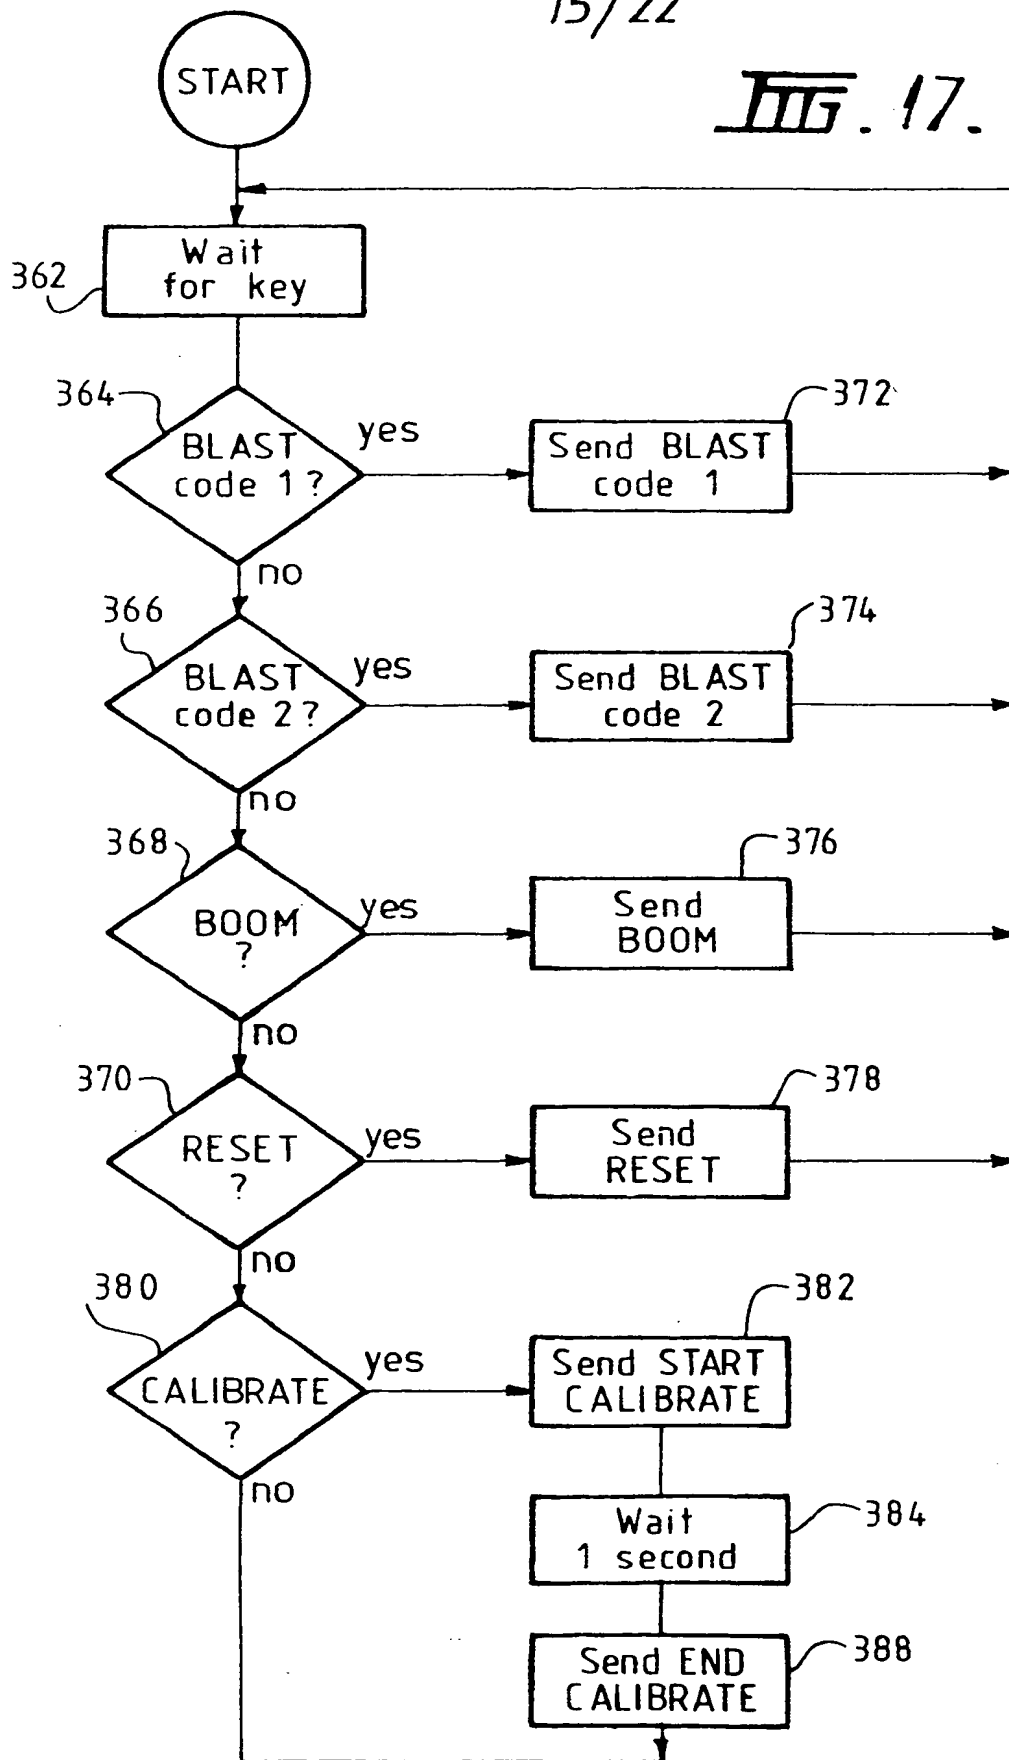 15/22
START
FIG. 17.
Wait
for key
362
364
BLAST
code 1?
yes
Send BLAST
code 1
372
no
366
BLAST
code 2?
yes
Send BLAST
code 2
374
no
368
BOOM
?
yes
Send
BOOM
376
no
370
RESET
?
yes
Send
RESET
378
no
380
CALIBRATE
?
yes
Send START
CALIBRATE
382
no
Wait
1 second
384
Send END
CALIBRATE
388